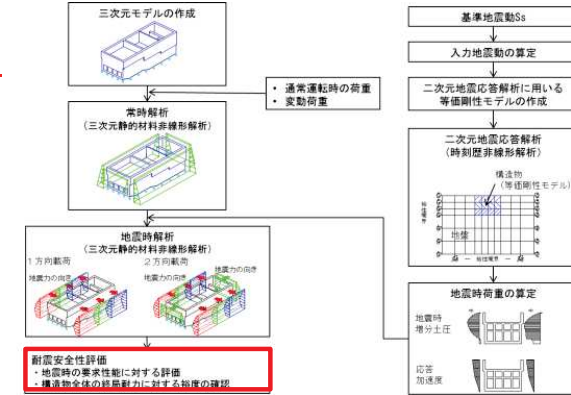 三次元モデルの作成
・ 通常運転時の荷重
・ 変動荷重
常時解析
(三次元静的材料非線形解析)
地震時解析
(三次元静的材料非線形解析)
1方向載荷
2方向載荷
地震力の向き
地震力の向き
地震力の向き
耐震安全性評価
・地震時の要求性能に対する評価
・構造物全体の終局耐力に対する裕度の確認
基準地震動Ss
入力地震動の算定
二次元地震応答解析に用いる
等価剛性モデルの作成
二次元地震応答解析
(時刻歴非線形解析)
構造物
(等価剛性モデル)
地盤
地震時荷重の算定
地震時
増分土圧
応答
加速度